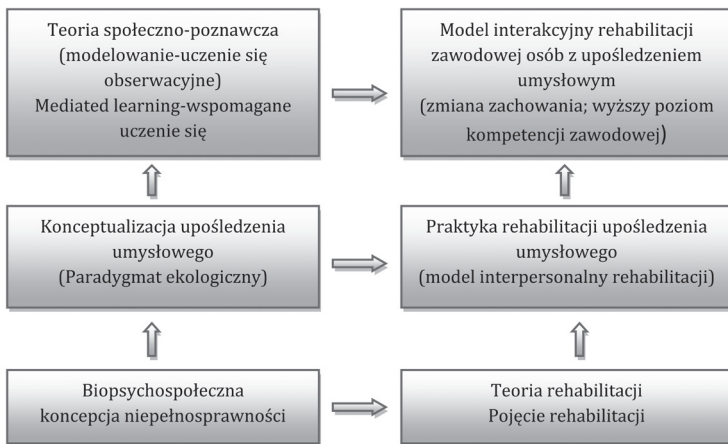 Teoria społeczno-poznawcza
(modelowanie-uczenie się
obserwacyjne)
Mediated learning-wspomagane
uczenie się
Model interakcyjny rehabilitacji
zawodowej osób z upośledzeniem
umysłowym
(zmiana zachowania; wyższy poziom
kompetencji zawodowej)
Konceptualizacja upośledzenia
umysłowego
(Paradygmat ekologiczny)
Praktyka rehabilitacji upośledzenia
umysłowego
(model interpersonalny rehabilitacji)
Biopsychospołeczna
koncepcja niepełnosprawności
Teoria rehabilitacji
Pojęcie rehabilitacji